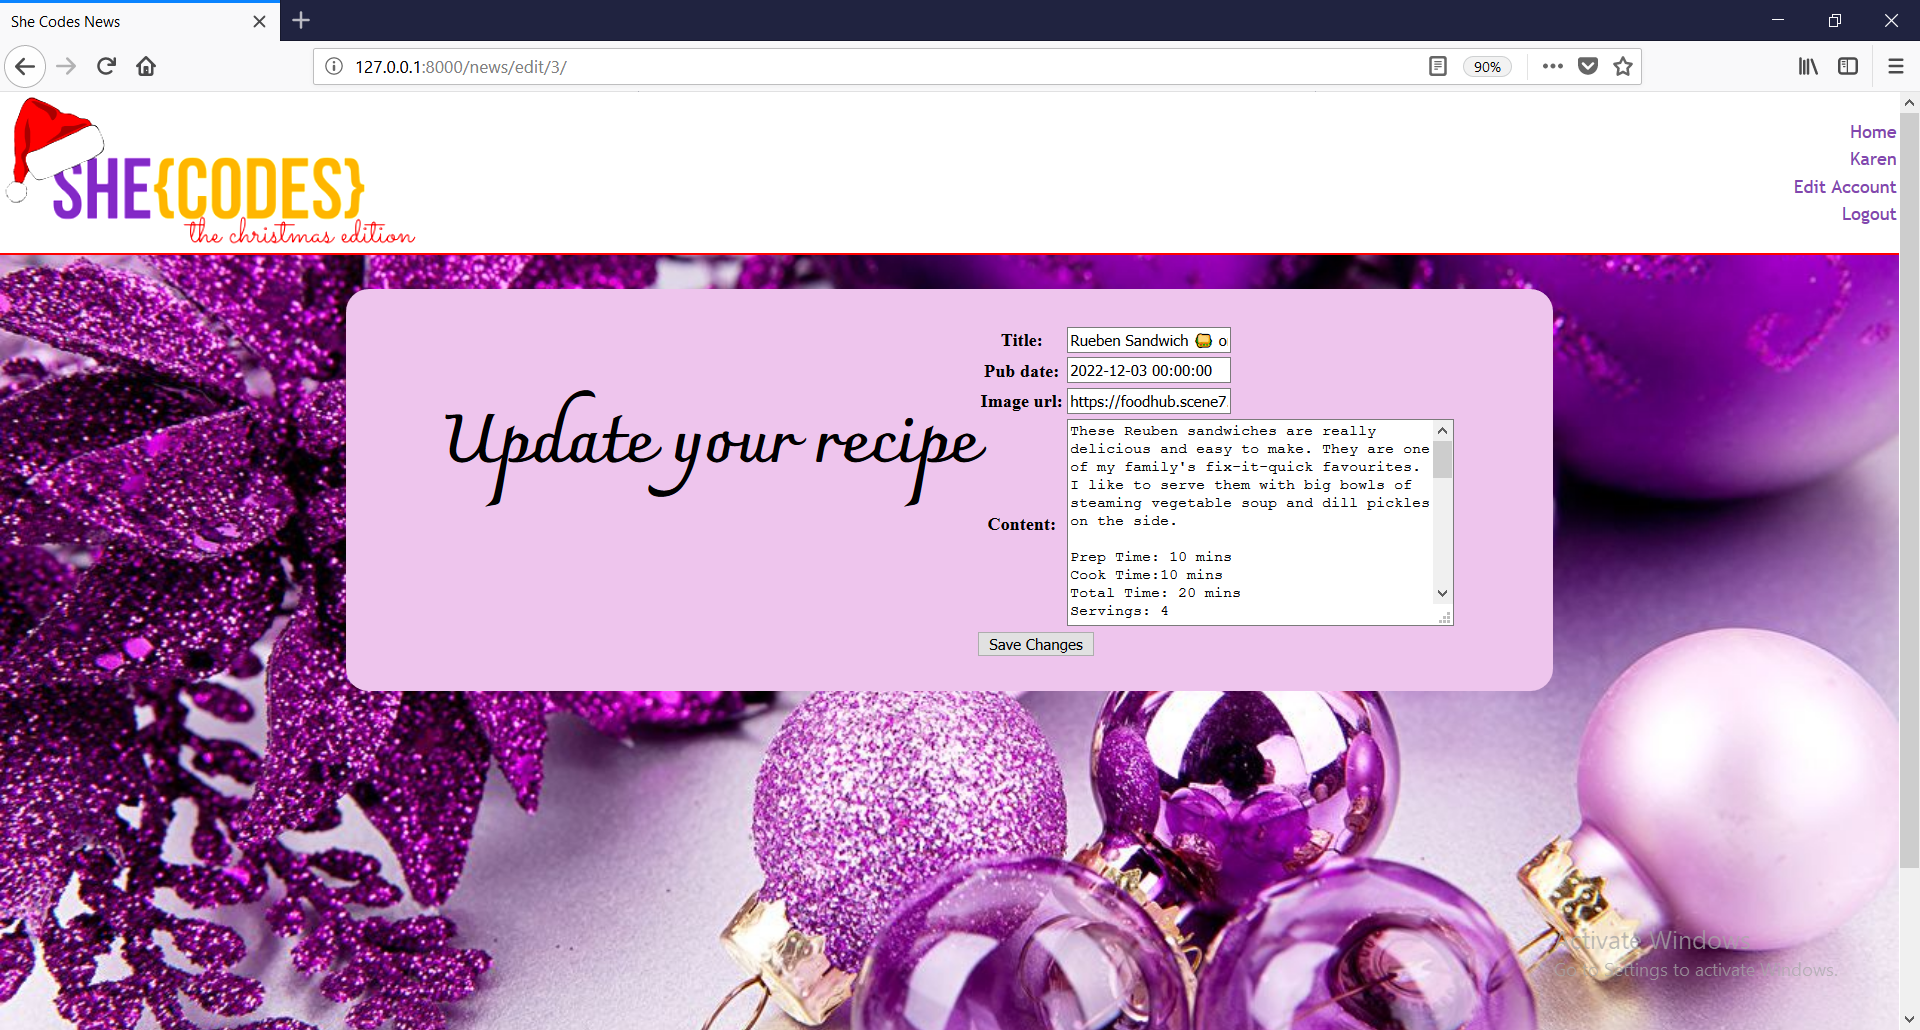 She Codes News
127.0.0.1:8000/news/edit/3/
90%
SHE{CODES}
the christmas edition
Home
Karen
Edit Account
Logout
Update your recipe
Title: Rueben Sandwich 🥪 o
Pub date: 2022-12-03 00:00:00
Image url: https://foodhub.scene7
Content:
These Reuben sandwiches are really
delicious and easy to make. They are one
of my family's fix-it-quick favourites.
I like to serve them with big bowls of
steaming vegetable soup and dill pickles
on the side.
Prep Time: 10 mins
Cook Time:10 mins
Total Time: 20 mins
Servings: 4
Save Changes
Activate Windows
Go to Settings to activate Windows.